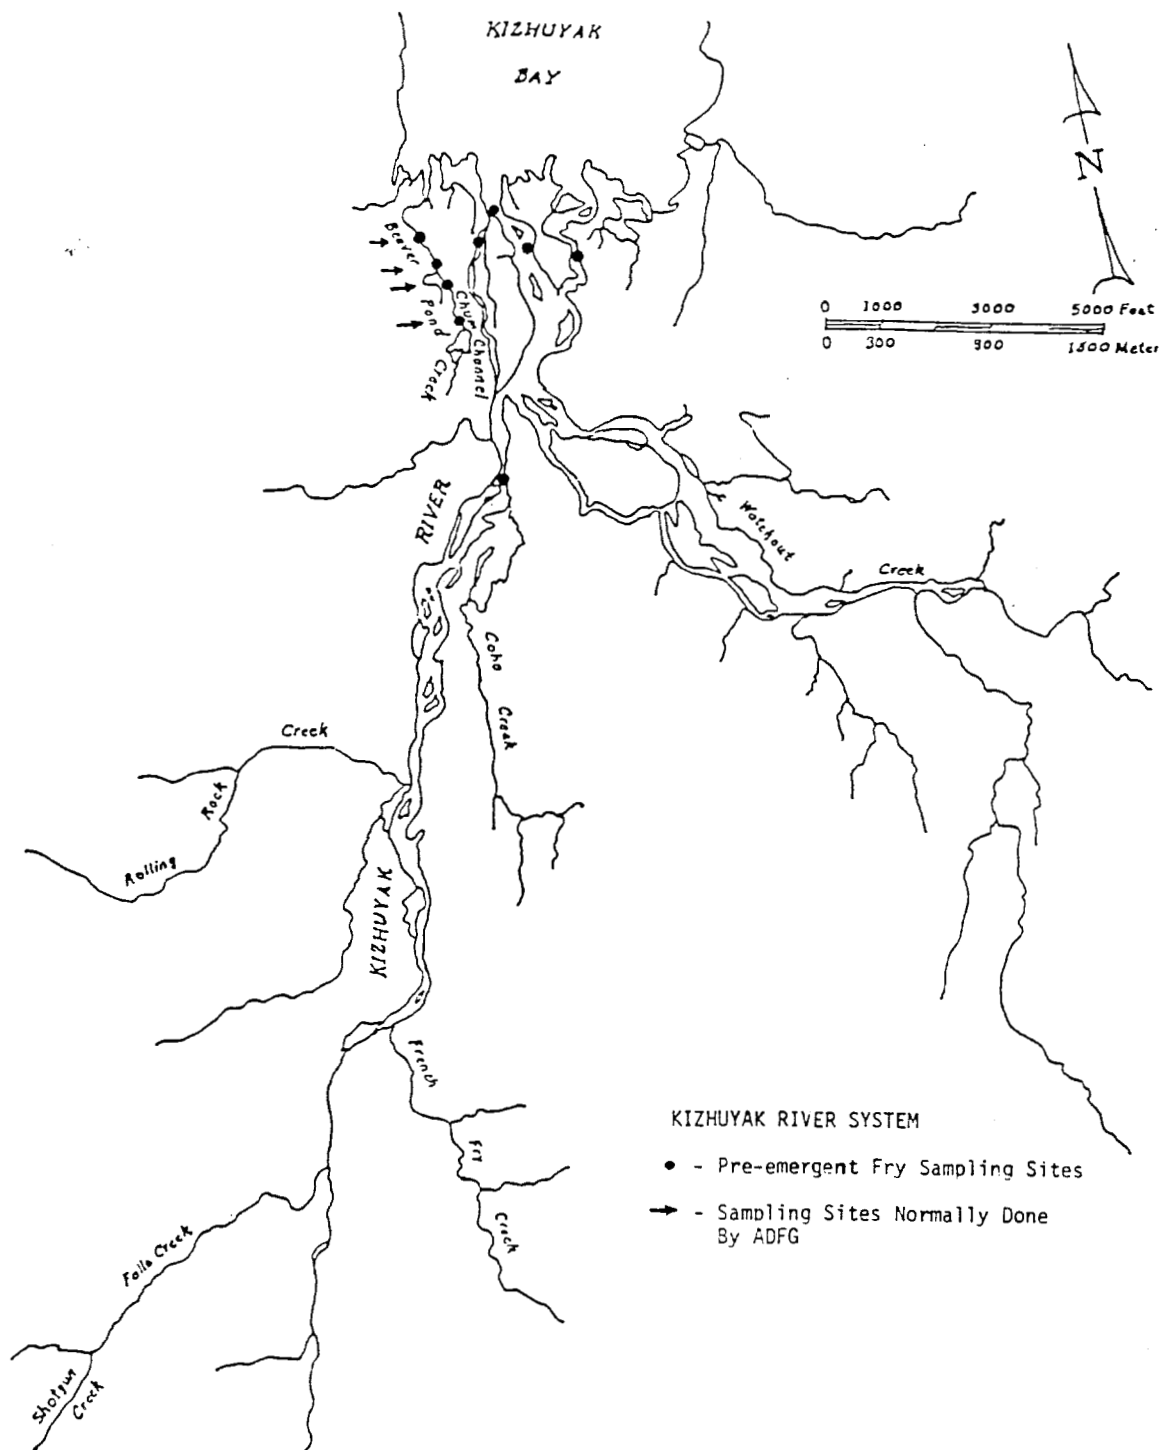 KIZHUYAK
BAY
N
0 1000 3000 5000 Feet
0 300 900 1500 Meter
Beaver
Pond
Creek
Chum Channel
RIVER
Watchout
Creek
Coho
Creek
Creek
Rock
Rolling
KIZHUYAK
French
Fry
Creek
KIZHUYAK RIVER SYSTEM
● - Pre-emergent Fry Sampling Sites
→ - Sampling Sites Normally Done
By ADFG
Falls Creek
Shotgun
Creek